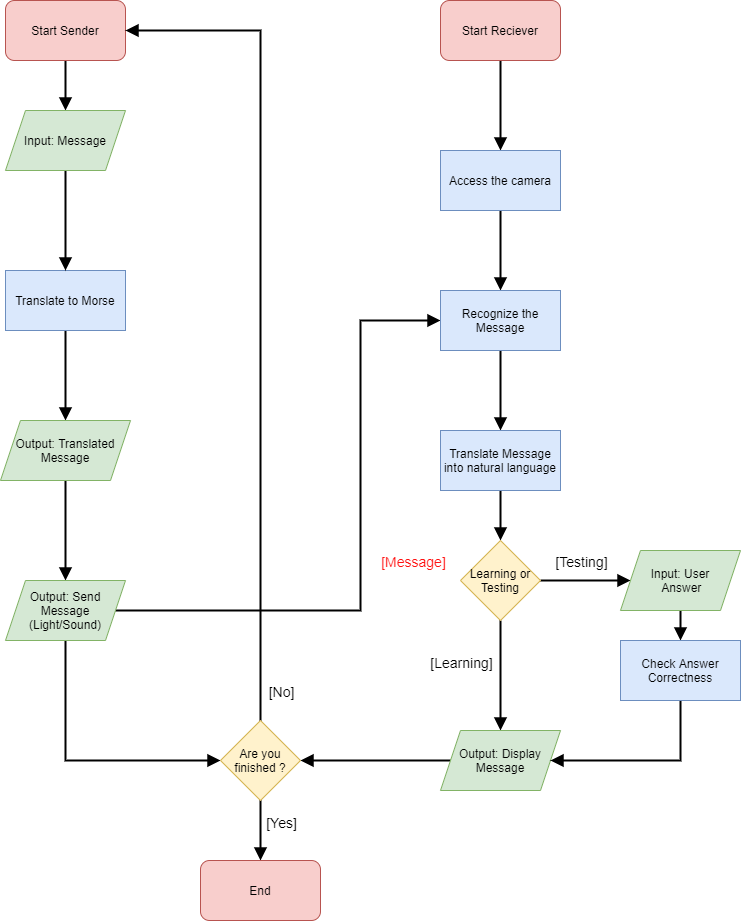 Start Sender
Start Reciever
Input: Message
Access the camera
Translate to Morse
Recognize the
Message
Output: Translated
Message
Translate Message
into natural language
[Message]
Learning or
Testing
[Testing]
Input: User
Answer
Output: Send
Message
(Light/Sound)
[Learning]
Check Answer
Correctness
[No]
Are you
finished ?
Output: Display
Message
[Yes]
End